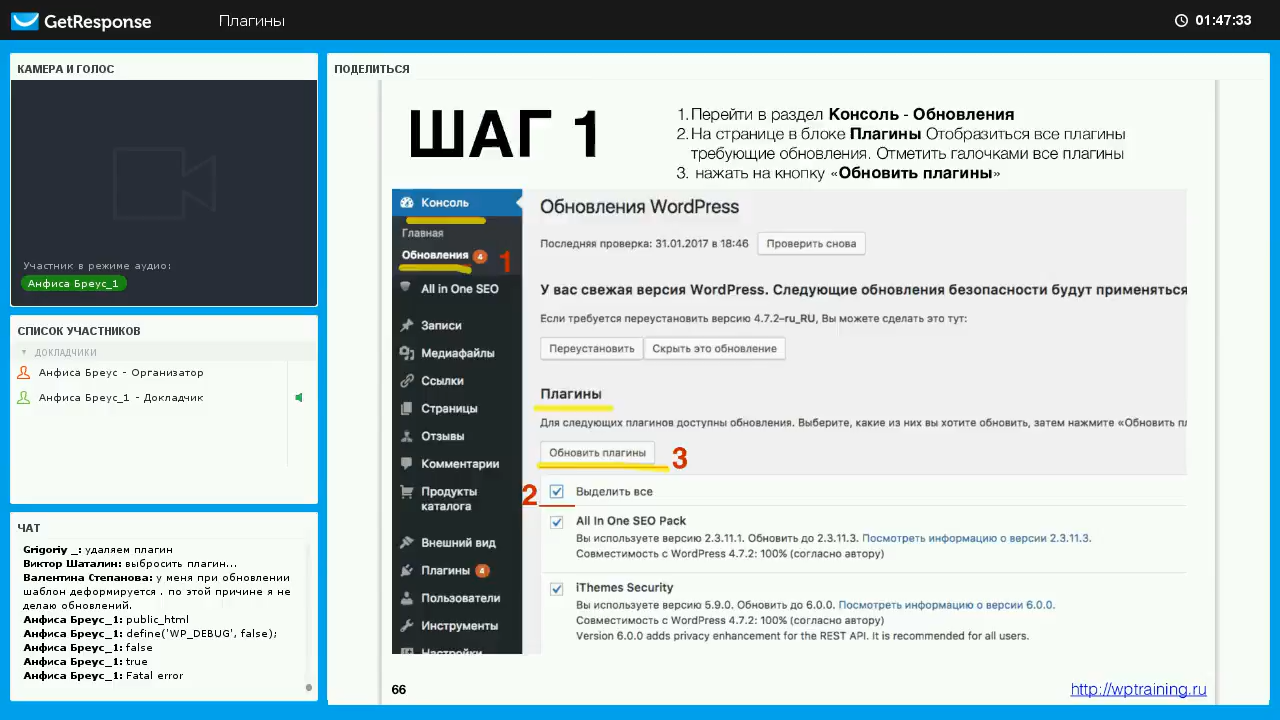 GetResponse
Плагины
01:47:33
КАМЕРА И ГОЛОС
Участник в режиме аудио:
Анфиса Бреус_1
СПИСОК УЧАСТНИКОВ
ДОКЛАДЧИКИ
Анфиса Бреус - Организатор
Анфиса Бреус_1 - Докладчик
ЧАТ
Grigoriy _: удаляем плагин
Виктор Шаталин: выбросить плагин...
Валентина Степанова: у меня при обновлении
шаблон деформируется . по этой причине я не
делаю обновлений.
Анфиса Бреус_1: public_html
Анфиса Бреус_1: define('WP_DEBUG', false);
Анфиса Бреус_1: false
Анфиса Бреус_1: true
Анфиса Бреус_1: Fatal error
ПОДЕЛИТЬСЯ
ШАГ 1
1. Перейти в раздел Консоль - Обновления
2. На странице в блоке Плагины Отобразиться все плагины
требующие обновления. Отметить галочками все плагины
3. нажать на кнопку «Обновить плагины»
Консоль
Главная
Обновления 4
1
All in One SEO
Записи
Медиафайлы
Ссылки
Страницы
Отзывы
Комментарии
Продукты
каталога
Внешний вид
Плагины 4
Пользователи
Инструменты
Настройки
Обновления WordPress
Последняя проверка: 31.01.2017 в 18:46 Проверить снова
У вас свежая версия WordPress. Следующие обновления безопасности будут применяться
Если требуется переустановить версию 4.7.2–ru_RU, Вы можете сделать это тут:
Переустановить Скрыть это обновление
Плагины
Для следующих плагинов доступны обновления. Выберите, какие из них вы хотите обновить, затем нажмите «Обновить пл
Обновить плагины 3
2 Выделить все
All In One SEO Pack
Вы используете версию 2.3.11.1. Обновить до 2.3.11.3. Посмотреть информацию о версии 2.3.11.3.
Совместимость с WordPress 4.7.2: 100% (согласно автору)
iThemes Security
Вы используете версию 5.9.0. Обновить до 6.0.0. Посмотреть информацию о версии 6.0.0.
Совместимость с WordPress 4.7.2: 100% (согласно автору)
Version 6.0.0 adds privacy enhancement for the REST API. It is recommended for all users.
66
http://wptraining.ru